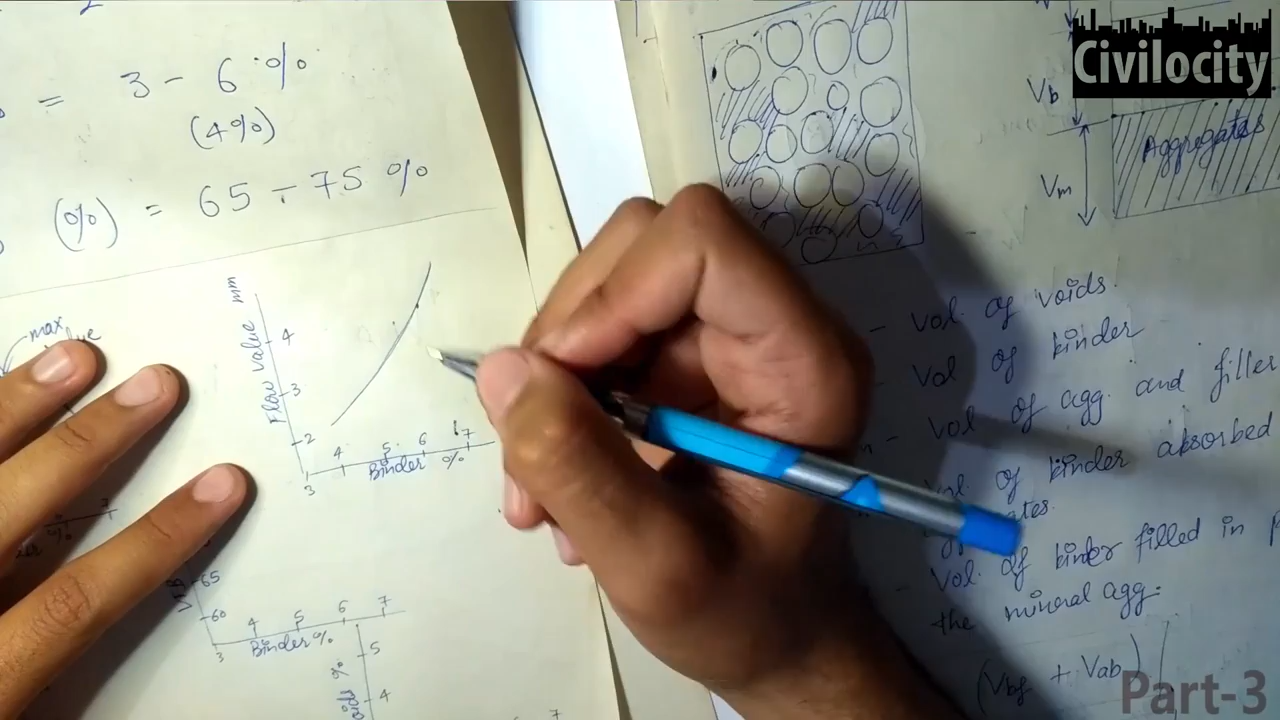 = 3 - 6 %
(4%)
(%) = 65 - 75 %
max
Flow value mm
4
3
2
3 4 5 6 7
Binder %
7
65
60
3 4 5 6 7
Binder %
5
4
7
Civilocity
Vb
Aggregates
Vm
- Vol. of voids.
- Vol of binder
- Vol of agg. and filler
Vol. of binder absorbed
- Vol. of binder filled in
the mineral agg.
(Vbf + Vab)
Part-3